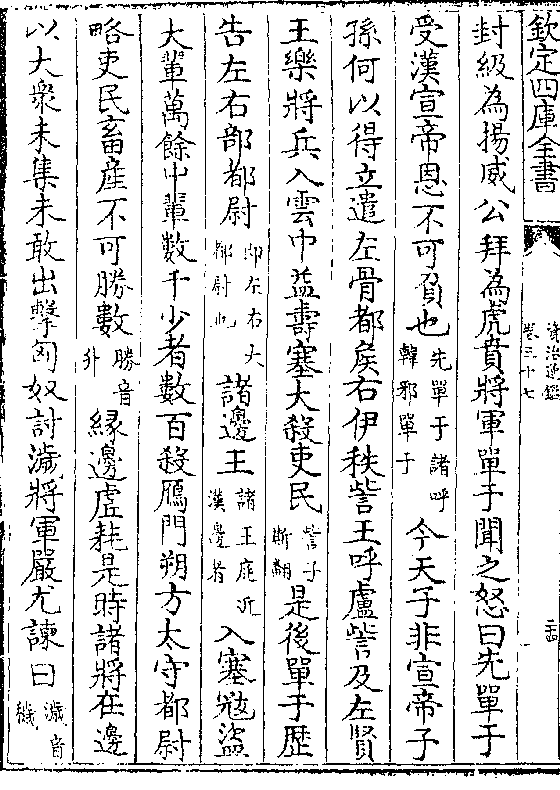 欽定四庫全書
資治通鑑
卷三十七
封級為揚威公拜為虎賁將軍單于聞之怒曰先單于
受漢宣帝恩不可負也先單于諸呼韓邪單于今天子非宣帝子
孫何以得立遣左骨都侯右伊秩訾王呼盧訾及左賢
王樂將兵入雲中益壽塞大殺吏民訾子斯翻是後單于歴
告左右部都尉即左右大都尉也諸邊王諸王庭近漢邊者入塞㓂盜
大輩萬餘中輩數千少者數百殺鴈門朔方太守都尉
略吏民畜産不可勝數勝音升縁邊虚耗是時諸將在邊
以大衆未集未敢出擊匈奴討濊將軍嚴尤諫曰濊音穢